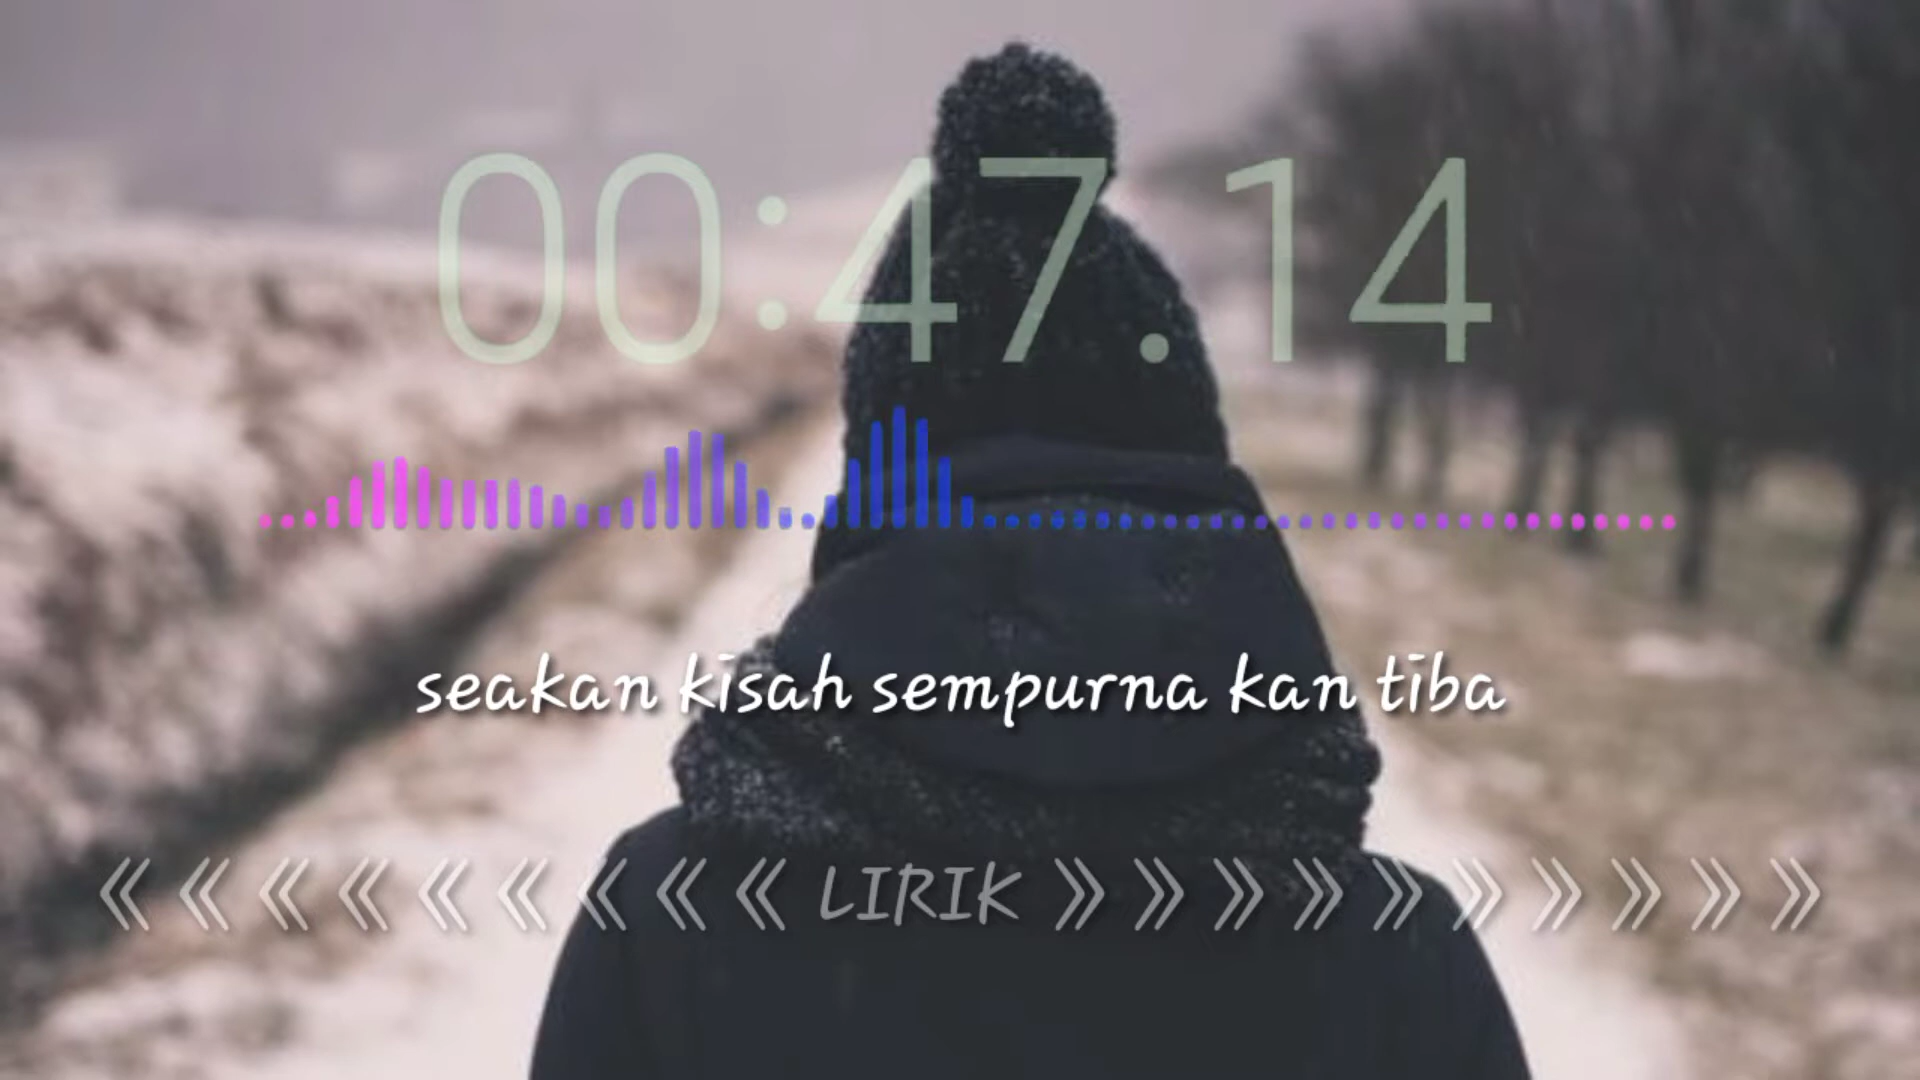 00:47.14
seakan kisah sempurna kan tiba
《《《《《《《《《 LIRIK 》》》》》》》》》》